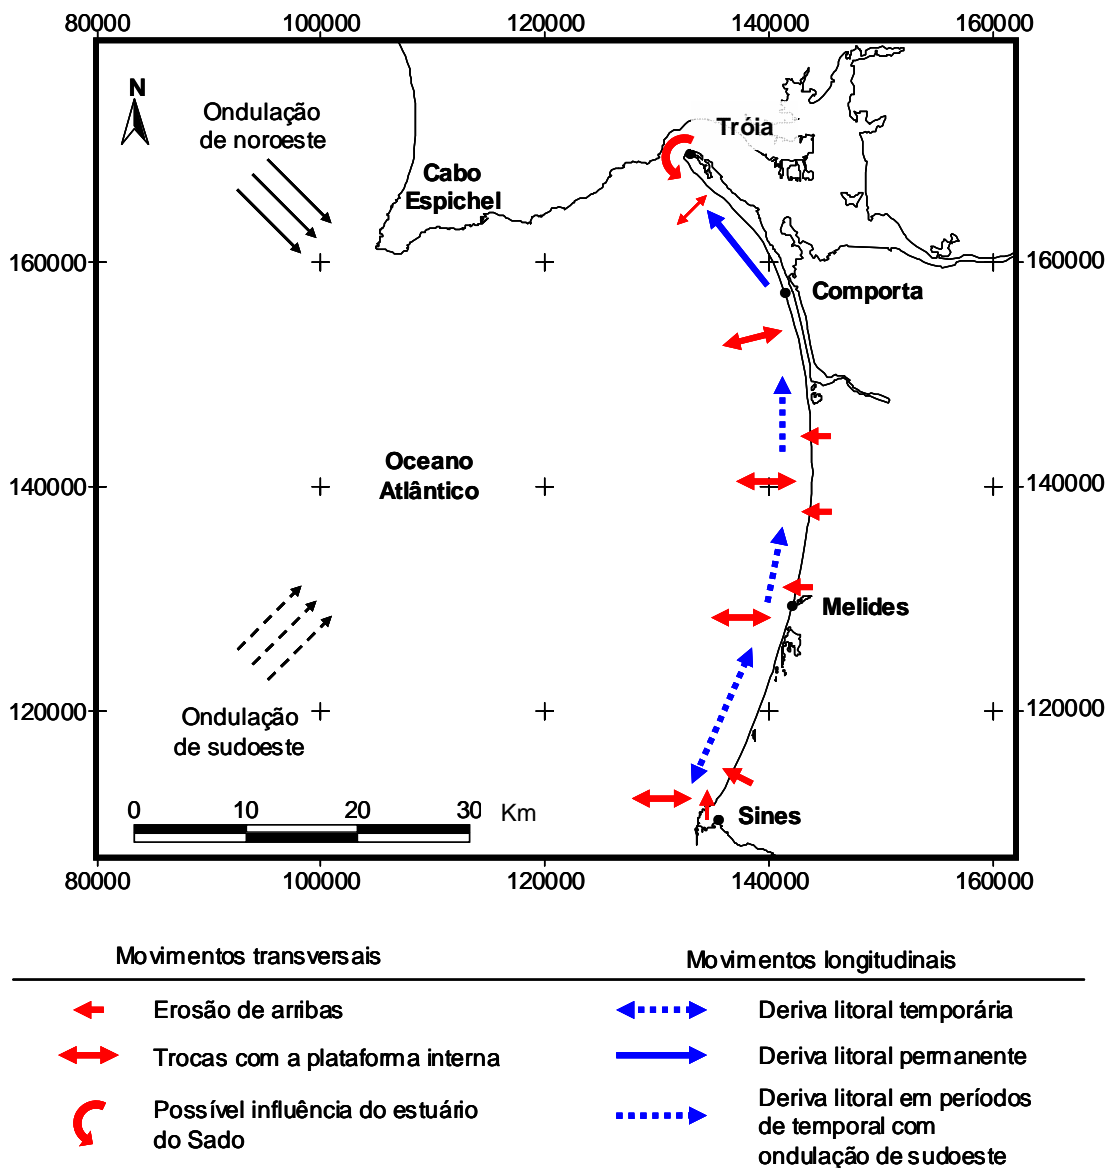 80000 100000 120000 140000 160000
N
Ondulação
de noroeste
Tróia
Cabo
Espichel
160000 160000
Comporta
Oceano
Atlântico
140000 140000
Melides
120000 120000
Ondulação
de sudoeste
0 10 20 30 Km
Sines
80000 100000 120000 140000 160000
Movimentos transversais
Movimentos longitudinais
Erosão de arribas
Deriva litoral temporária
Trocas com a plataforma interna
Deriva litoral permanente
Possível influência do estuário
do Sado
Deriva litoral em períodos
de temporal com
ondulação de sudoeste